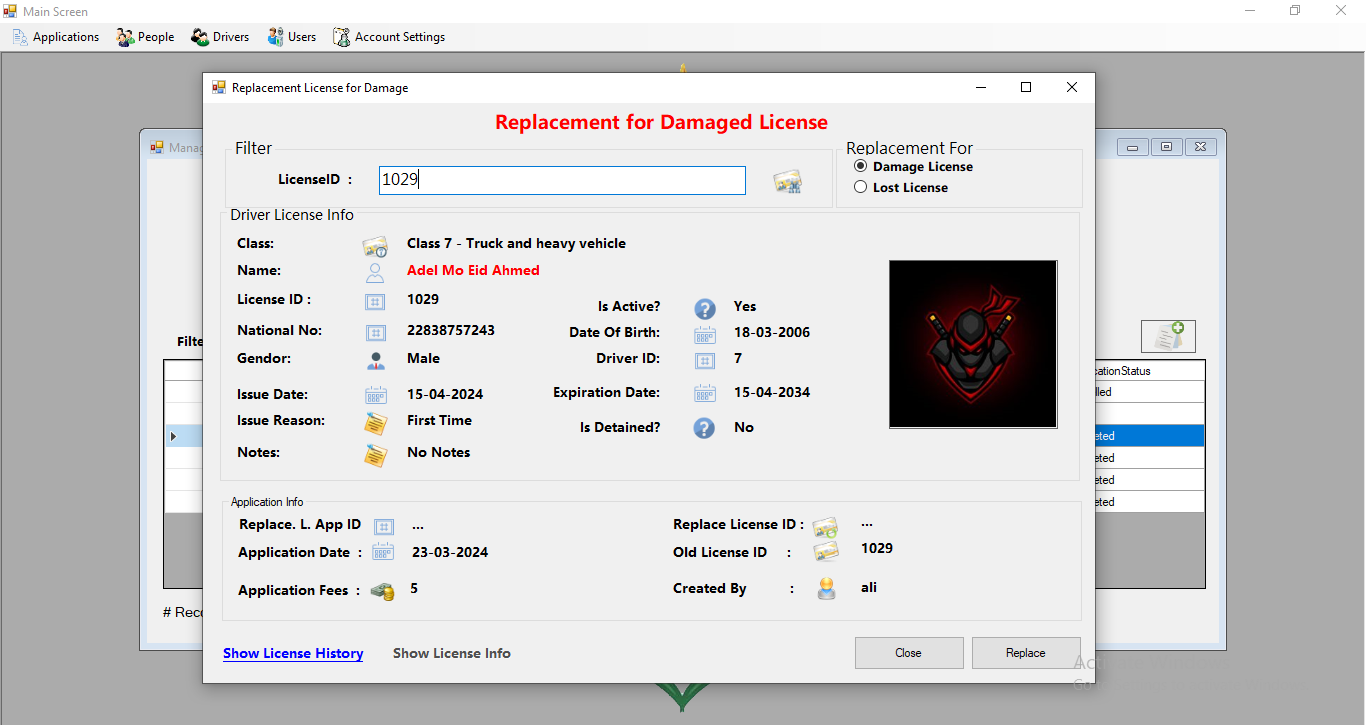 Main Screen
Applications People Drivers Users Account Settings
Replacement License for Damage
Replacement for Damaged License
Filter
Replacement For
LicenseID :
1029
Damage License
Lost License
Driver License Info
Class: Class 7 - Truck and heavy vehicle
Name: Adel Mo Eid Ahmed
License ID : 1029
Is Active? Yes
National No: 22838757243
Date Of Birth: 18-03-2006
Gendor: Male
Driver ID: 7
Issue Date: 15-04-2024
Expiration Date: 15-04-2034
Issue Reason: First Time
Is Detained? No
Notes: No Notes
Application Info
Replace. L. App ID ...
Replace License ID : ...
Application Date : 23-03-2024
Old License ID : 1029
Application Fees : 5
Created By : ali
Show License History
Show License Info
Close
Replace
Manag
Filte
cationStatus
lled
eted
eted
eted
eted
# Reco